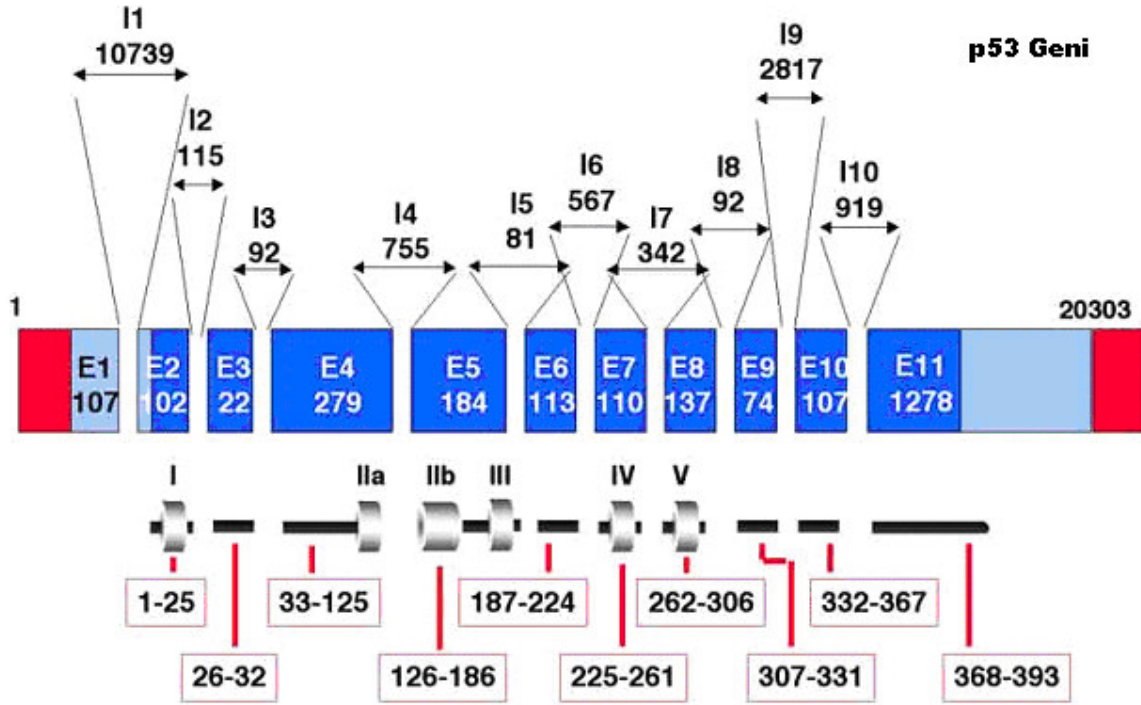 I1
10739
I9
2817
p53 Geni
I2
115
I6
567
I8
92
I10
919
I3
92
I4
755
I5
81
I7
342
1
20303
E1
107
E2
102
E3
22
E4
279
E5
184
E6
113
E7
110
E8
137
E9
74
E10
107
E11
1278
I
IIa
IIb
III
IV
V
1-25
33-125
187-224
262-306
332-367
26-32
126-186
225-261
307-331
368-393